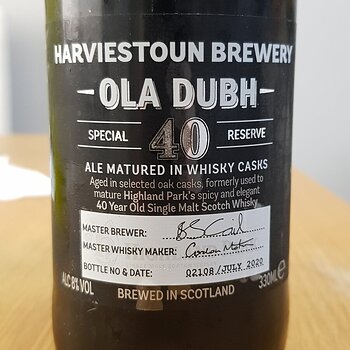 HARVIESTOUN BREWERY
OLA DUBH
SPECIAL 40 RESERVE
ALE MATURED IN WHISKY CASKS
Aged in selected oak casks, formerly used to
mature Highland Park's spicy and elegant
40 Year Old Single Malt Scotch Whisky
MASTER BREWER:
MASTER WHISKY MAKER: Gordon Motion
BOTTLE NO & DATE: 02108 / JULY 2020
ALC 8% VOL
330ML e
BREWED IN SCOTLAND